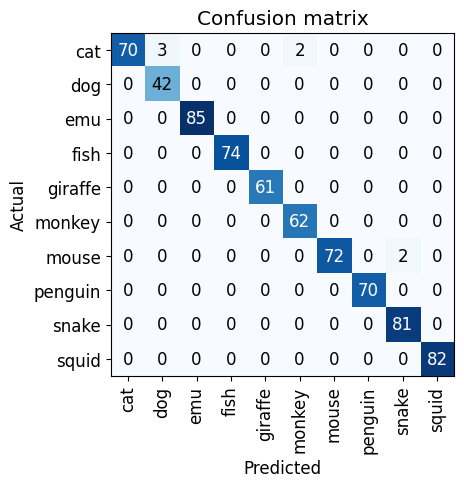 Confusion matrix
cat 70 3 0 0 0 2 0 0 0 0
dog 0 42 0 0 0 0 0 0 0 0
emu 0 0 85 0 0 0 0 0 0 0
fish 0 0 0 74 0 0 0 0 0 0
giraffe 0 0 0 0 61 0 0 0 0 0
monkey 0 0 0 0 0 62 0 0 0 0
mouse 0 0 0 0 0 0 72 0 2 0
penguin 0 0 0 0 0 0 0 70 0 0
snake 0 0 0 0 0 0 0 0 81 0
squid 0 0 0 0 0 0 0 0 0 82
Actual
cat dog emu fish giraffe monkey mouse penguin snake squid
Predicted